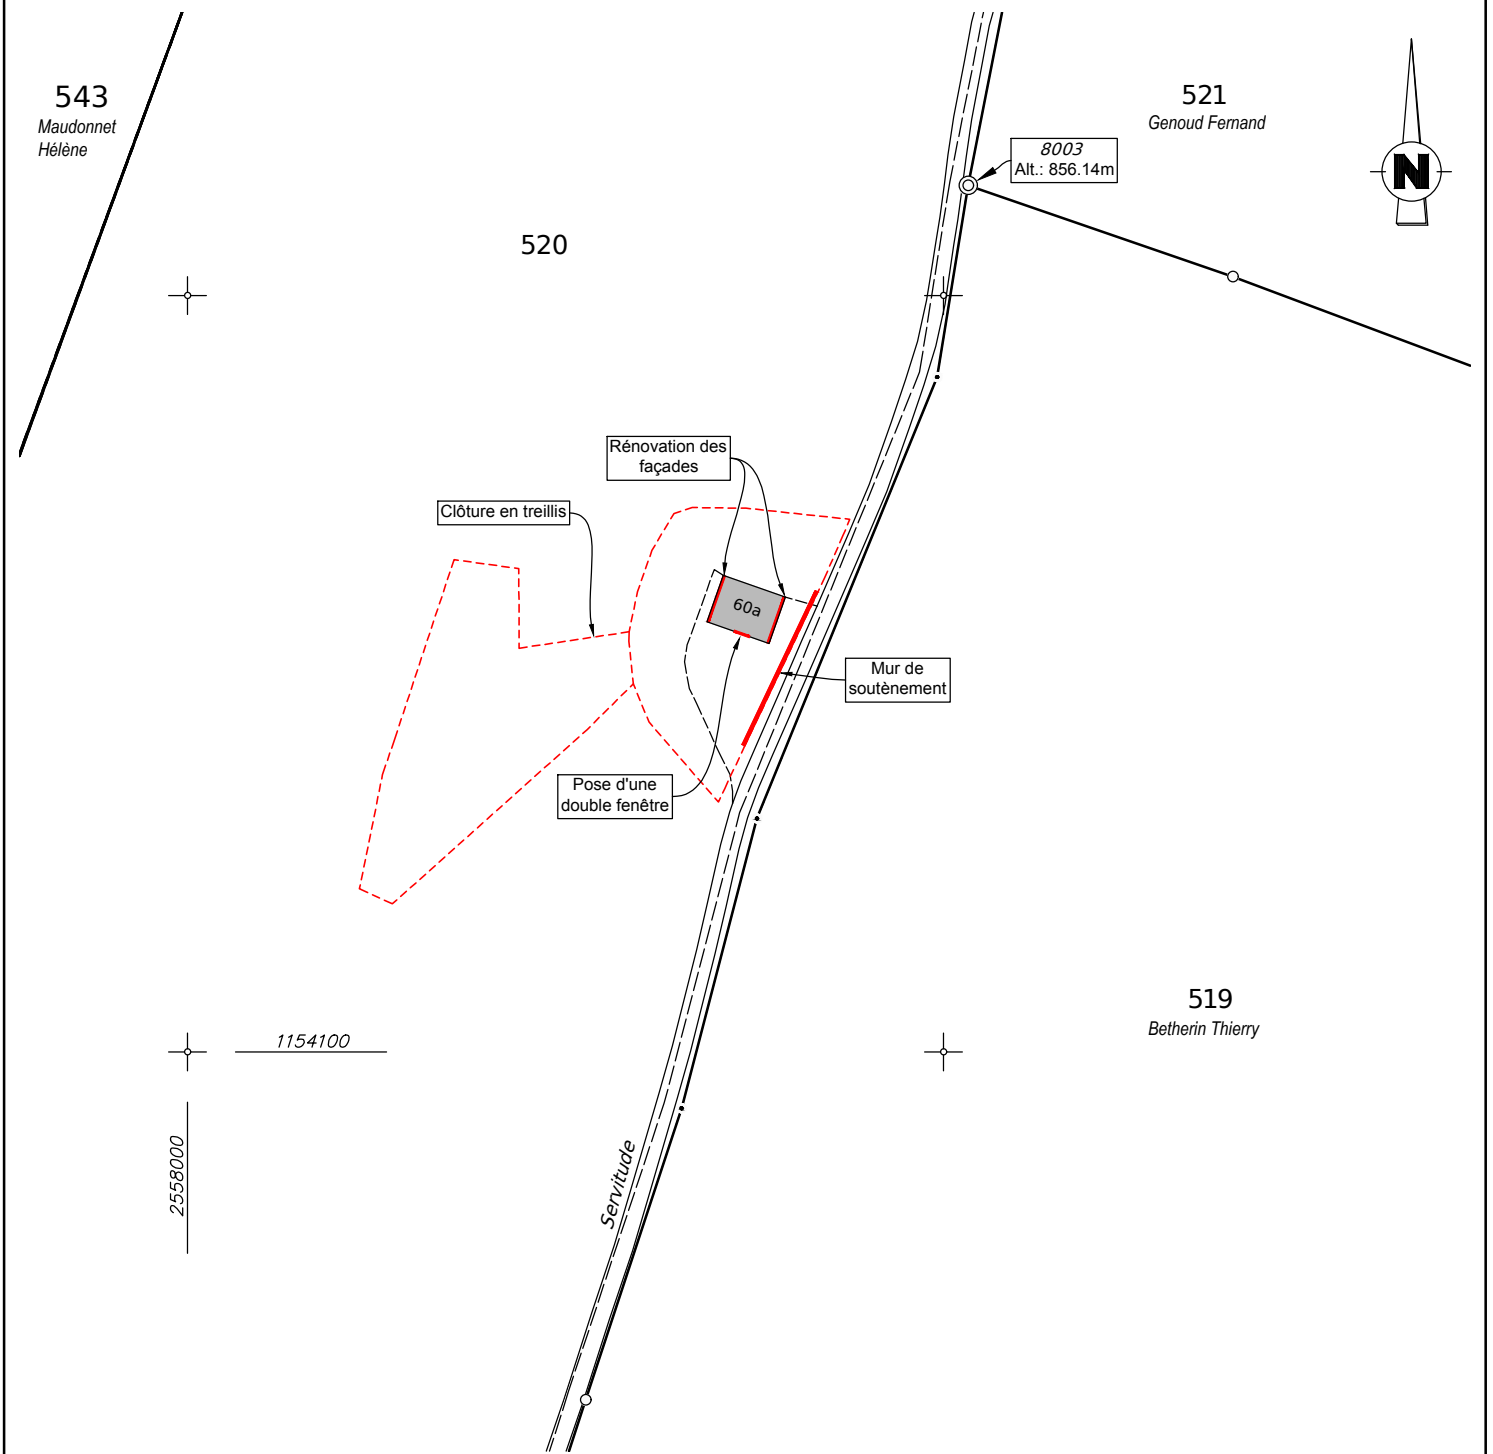 543
Maudonnet
Hélène
521
Genoud Fernand
N
8003
Alt.: 856.14m
520
Rénovation des
façades
Clôture en treillis
60a
Mur de
soutènement
Pose d'une
double fenêtre
519
Betherin Thierry
1154100
2558000
Servitude